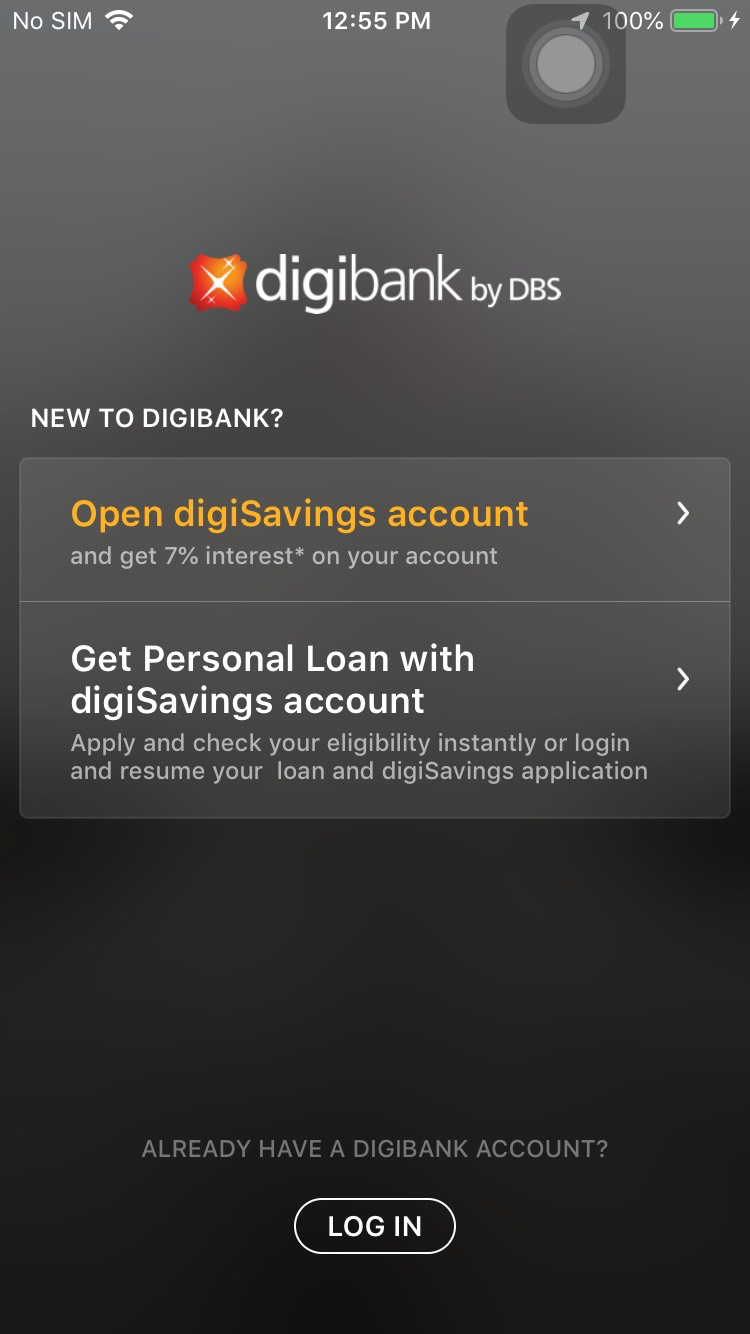 No SIM 12:55 PM 100%
digibank by DBS
NEW TO DIGIBANK?
Open digiSavings account
and get 7% interest* on your account
Get Personal Loan with
digiSavings account
Apply and check your eligibility instantly or login
and resume your  loan and digiSavings application
ALREADY HAVE A DIGIBANK ACCOUNT?
LOG IN